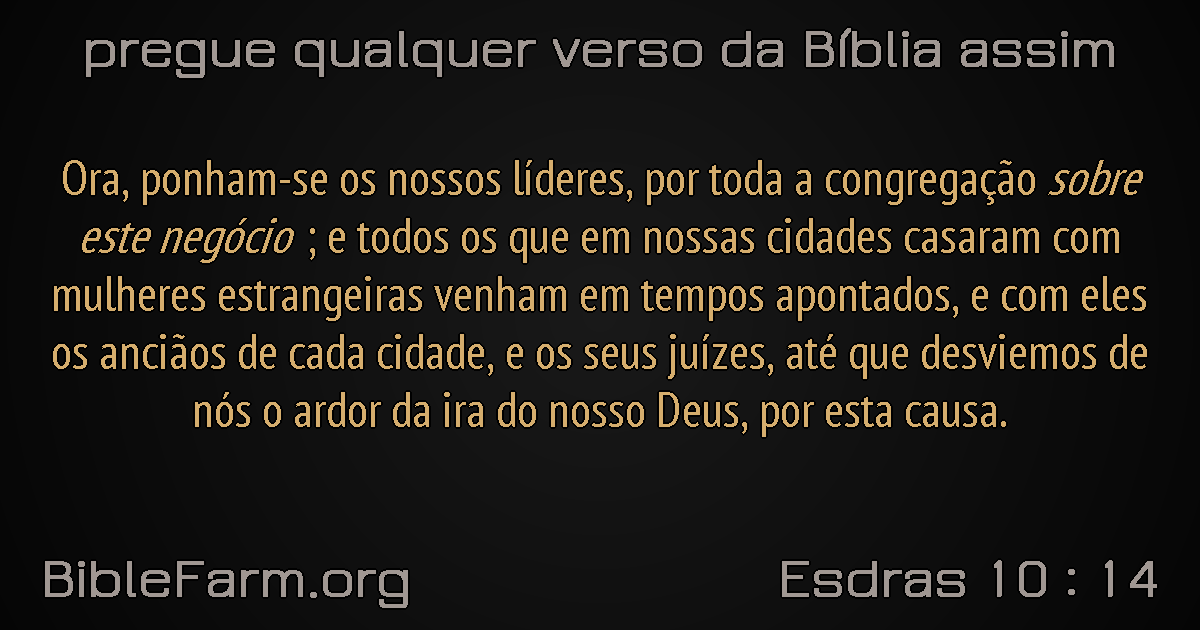 pregue qualquer verso da Bíblia assim
Ora, ponham-se os nossos líderes, por toda a congregação sobre
este negócio ; e todos os que em nossas cidades casaram com
mulheres estrangeiras venham em tempos apontados, e com eles
os anciãos de cada cidade, e os seus juízes, até que desviemos de
nós o ardor da ira do nosso Deus, por esta causa.
BibleFarm.org
Esdras 10 : 14